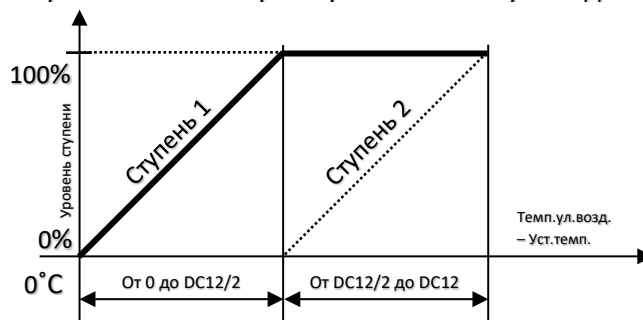 100%
Уровень ступени
Ступень 1
Ступень 2
0%
0˚C
Темп.ул.возд.
– Уст.темп.
От 0 до DC12/2
От DC12/2 до DC12